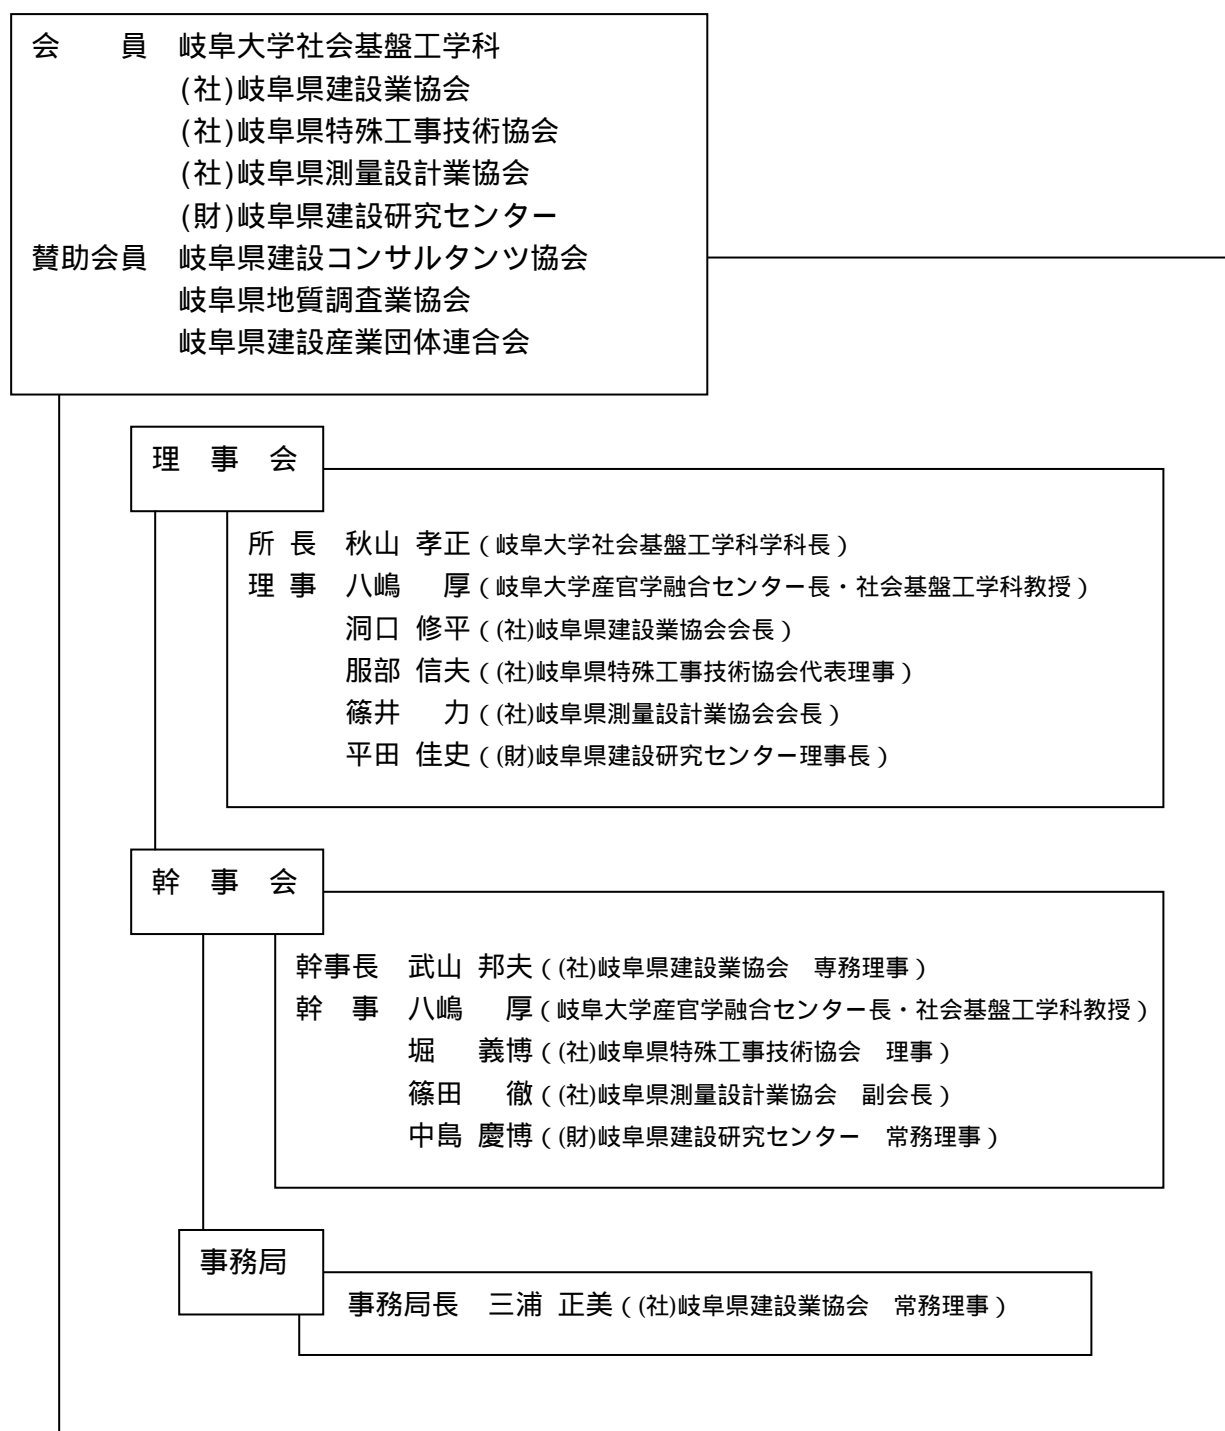 会　　員　岐阜大学社会基盤工学科
(社)岐阜県建設業協会
(社)岐阜県特殊工事技術協会
(社)岐阜県測量設計業協会
(財)岐阜県建設研究センター
賛助会員　岐阜県建設コンサルタンツ協会
岐阜県地質調査業協会
岐阜県建設産業団体連合会
理　事　会
所 長　秋山 孝正（岐阜大学社会基盤工学科学科長）
理 事　八嶋　厚（岐阜大学産官学融合センター長・社会基盤工学科教授）
洞口 修平（(社)岐阜県建設業協会会長）
服部 信夫（(社)岐阜県特殊工事技術協会代表理事）
篠井　力（(社)岐阜県測量設計業協会会長）
平田 佳史（(財)岐阜県建設研究センター理事長）
幹　事　会
幹事長　武山 邦夫（(社)岐阜県建設業協会　専務理事）
幹　事　八嶋　厚（岐阜大学産官学融合センター長・社会基盤工学科教授）
堀　義博（(社)岐阜県特殊工事技術協会　理事）
篠田　徹（(社)岐阜県測量設計業協会　副会長）
中島 慶博（(財)岐阜県建設研究センター　常務理事）
事務局
事務局長　三浦 正美（(社)岐阜県建設業協会　常務理事）